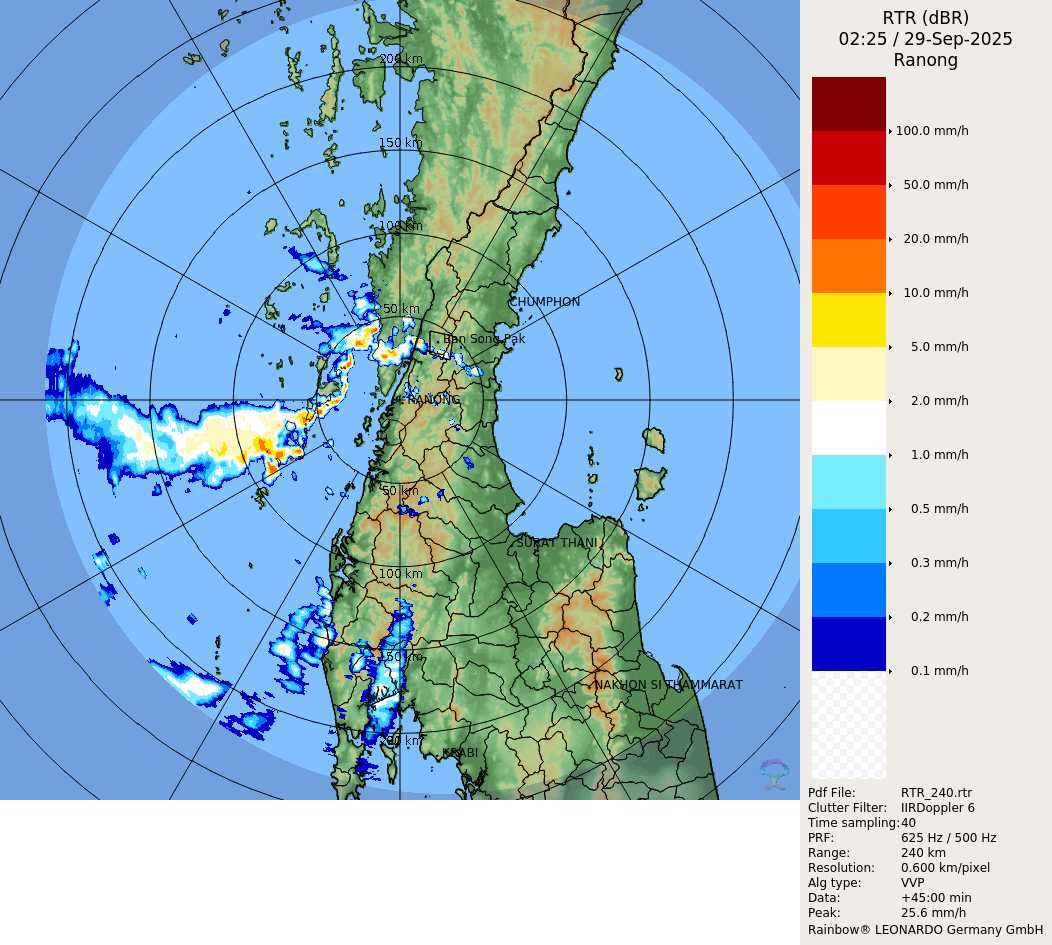 RTR (dBR)
02:25 / 29-Sep-2025
Ranong
200 km
150 km
100 km
50 km
CHUMPHON
Ban Song Pak
RANONG
50 km
SURAT THANI
100 km
150 km
NAKHON SI THAMMARAT
200 km
KRABI
100.0 mm/h
50.0 mm/h
20.0 mm/h
10.0 mm/h
5.0 mm/h
2.0 mm/h
1.0 mm/h
0.5 mm/h
0.3 mm/h
0.2 mm/h
0.1 mm/h
Pdf File: RTR_240.rtr
Clutter Filter: IIRDoppler 6
Time sampling:40
PRF: 625 Hz / 500 Hz
Range: 240 km
Resolution: 0.600 km/pixel
Alg type: VVP
Data: +45:00 min
Peak: 25.6 mm/h
Rainbow® LEONARDO Germany GmbH